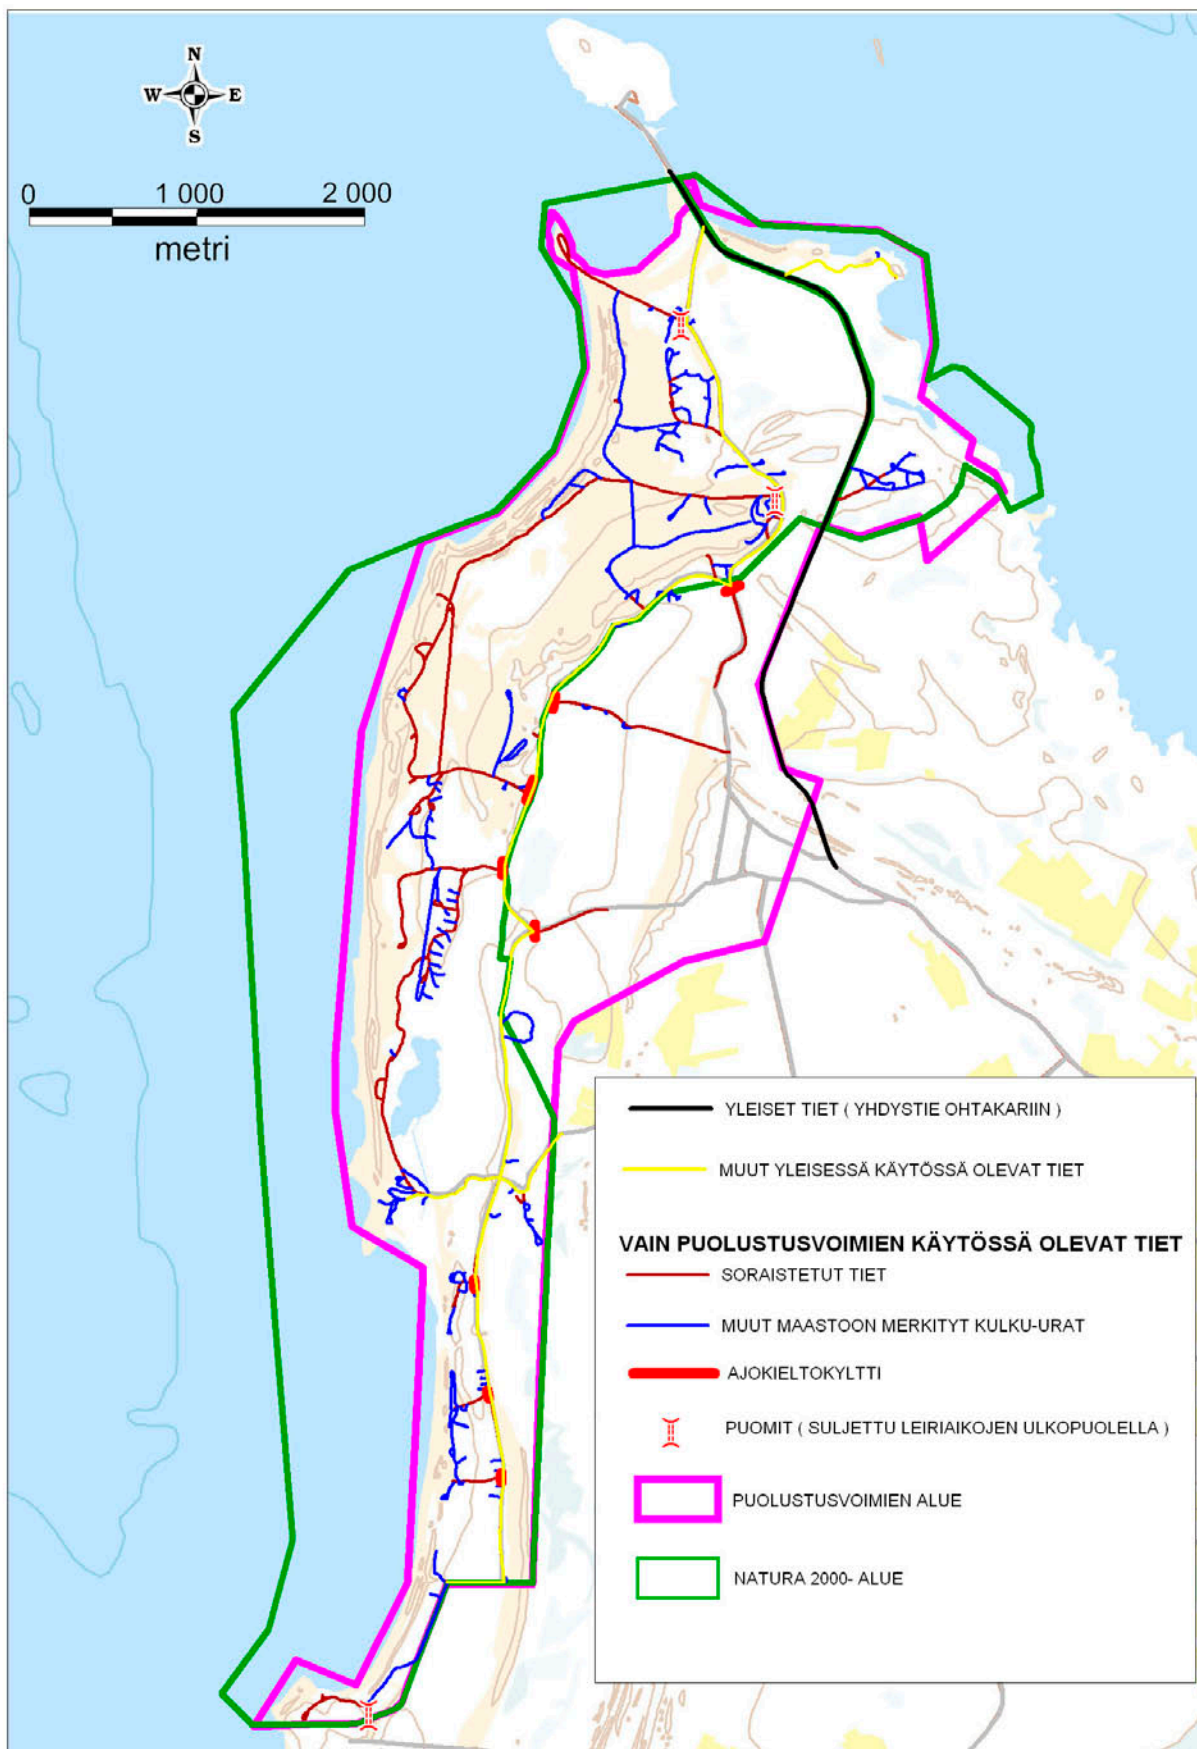 N
W E
S
0 1 000 2 000
metri
YLEISET TIET ( YHDYSTIE OHTAKARIIN )
MUUT YLEISESSÄ KÄYTÖSSÄ OLEVAT TIET
VAIN PUOLUSTUSVOIMIEN KÄYTÖSSÄ OLEVAT TIET
SORAISTETUT TIET
MUUT MAASTOON MERKITYT KULKU-URAT
AJOKIELTOKYLTTI
PUOMIT ( SULJETTU LEIRIAIKOJEN ULKOPUOLELLA )
PUOLUSTUSVOIMIEN ALUE
NATURA 2000- ALUE